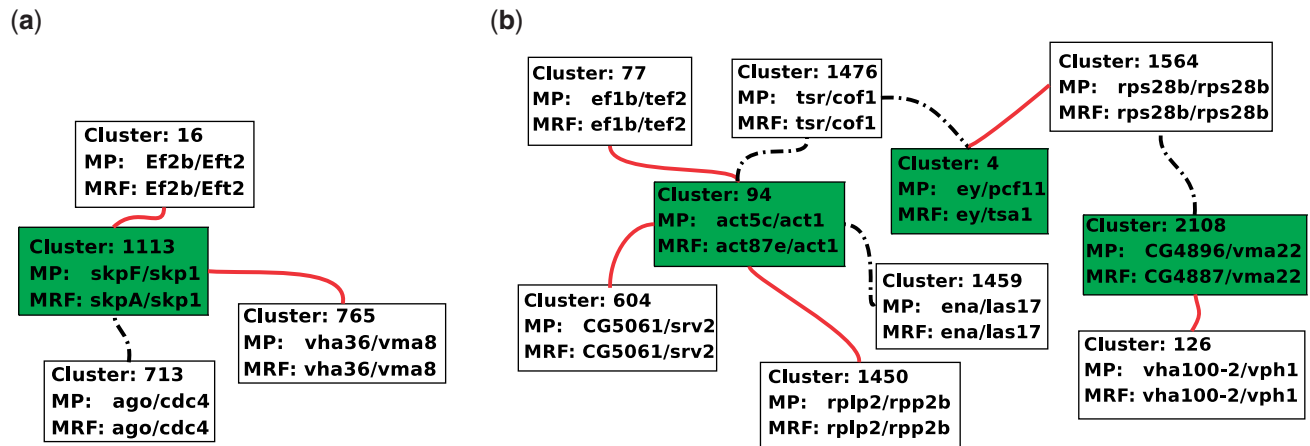 (a)
Cluster: 16
MP: Ef2b/Eft2
MRF: Ef2b/Eft2
Cluster: 1113
MP: skpF/skp1
MRF: skpA/skp1
Cluster: 765
MP: vha36/vma8
MRF: vha36/vma8
Cluster: 713
MP: ago/cdc4
MRF: ago/cdc4
(b)
Cluster: 77
MP: ef1b/tef2
MRF: ef1b/tef2
Cluster: 1476
MP: tsr/cof1
MRF: tsr/cof1
Cluster: 1564
MP: rps28b/rps28b
MRF: rps28b/rps28b
Cluster: 4
MP: ey/pcf11
MRF: ey/tsa1
Cluster: 94
MP: act5c/act1
MRF: act87e/act1
Cluster: 2108
MP: CG4896/vma22
MRF: CG4887/vma22
Cluster: 1459
MP: ena/las17
MRF: ena/las17
Cluster: 604
MP: CG5061/srv2
MRF: CG5061/srv2
Cluster: 126
MP: vha100-2/vph1
MRF: vha100-2/vph1
Cluster: 1450
MP: rplp2/rpp2b
MRF: rplp2/rpp2b